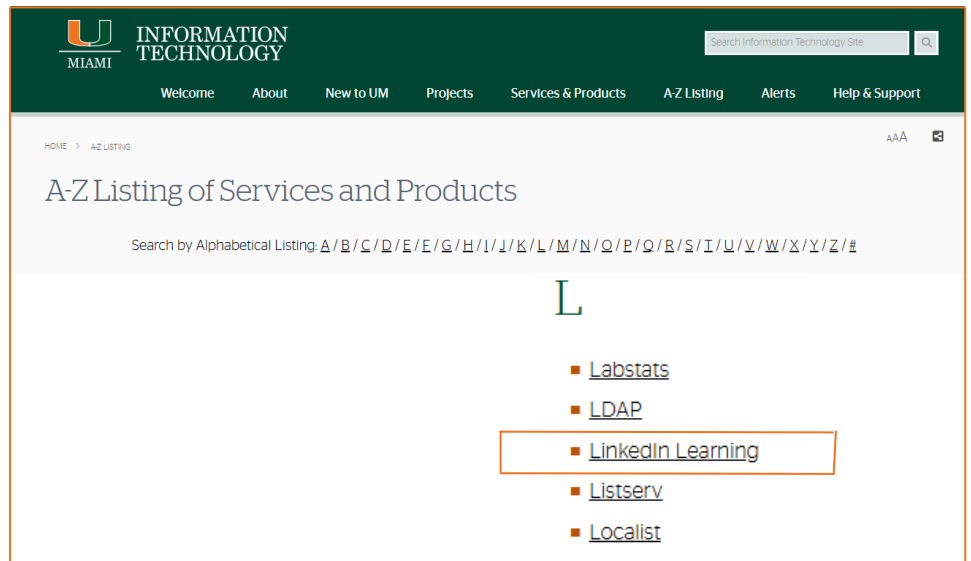 INFORMATION
TECHNOLOGY
MIAMI
Search Information Technology Site
Welcome About New to UM Projects Services & Products A-Z Listing Alerts Help & Support
HOME > A-Z LISTING
AAA
A-Z Listing of Services and Products
Search by Alphabetical Listing: A / B / C / D / E / F / G / H / I / J / K / L / M / N / O / P / Q / R / S / T / U / V / W / X / Y / Z / #
L
Labstats
LDAP
LinkedIn Learning
Listserv
Localist